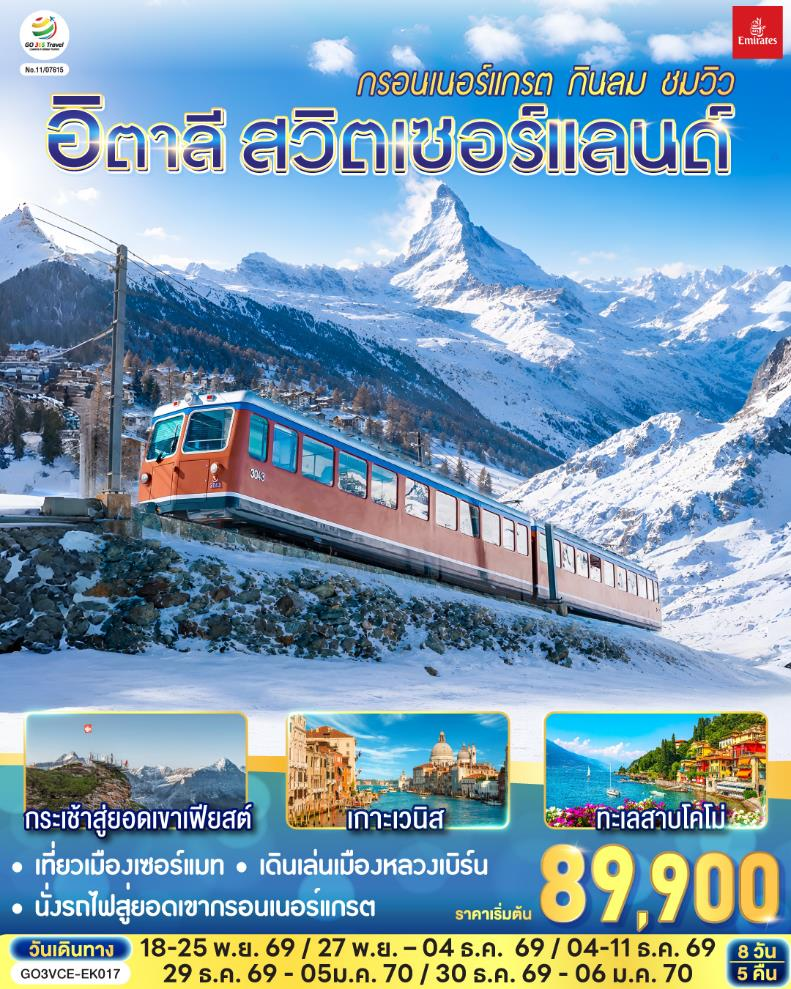 GO 365 Travel
No.11/07615
Emirates
กรอนเนอร์แกรต กินลม ชมวิว
อิตาลี สวิตเซอร์แลนด์
3043
กระเช้าสู่ยอดเขาเฟียสต์
เกาะเวนิส
ทะเลสาบโคโม่
• เที่ยวเมืองเซอร์แมท • เดินเล่นเมืองหลวงเบิร์น
• นั่งรถไฟสู่ยอดเขากรอนเนอร์แกรต
ราคาเริ่มต้น 89,900
วันเดินทาง 18-25 พ.ย. 69 / 27 พ.ย. – 04 ธ.ค. 69 / 04-11 ธ.ค. 69
GO3VCE-EK017 29 ธ.ค. 69 - 05ม.ค. 70 / 30 ธ.ค. 69 - 06 ม.ค. 70
8 วัน
5 คืน